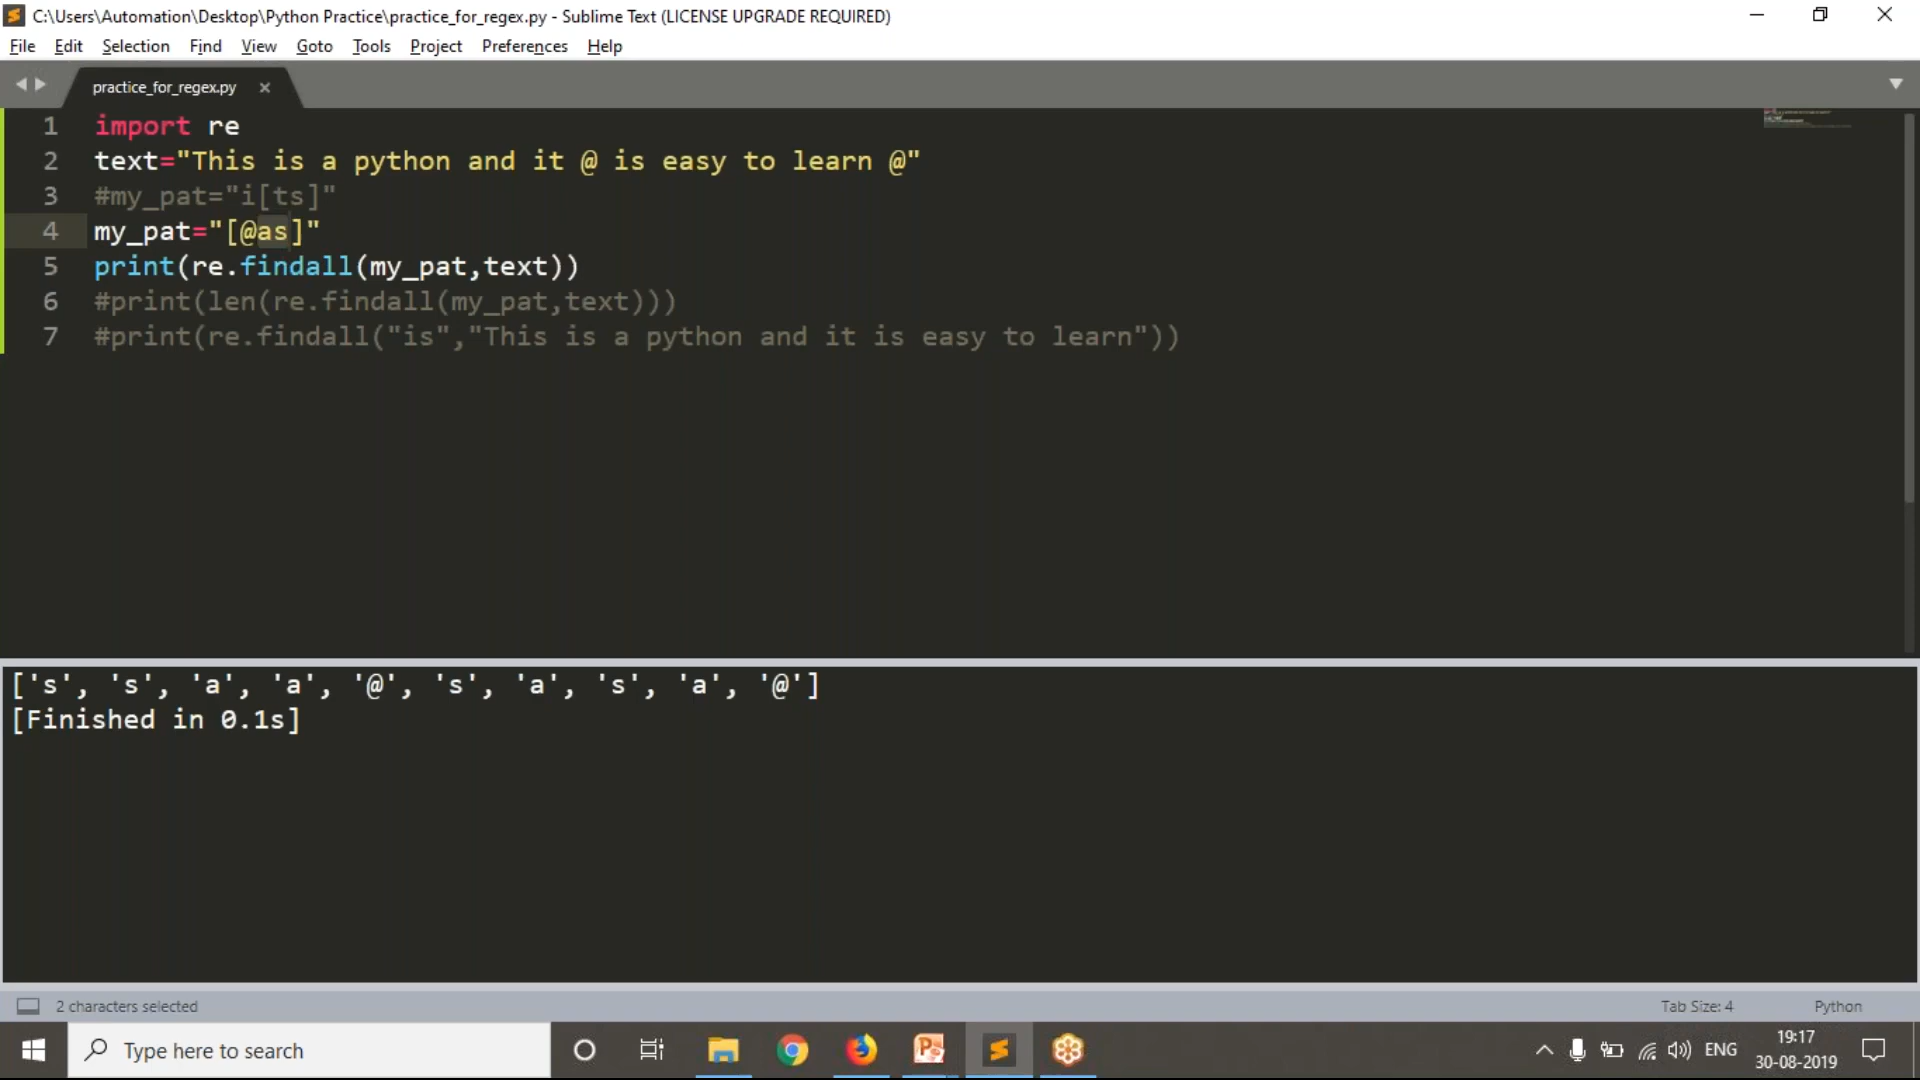 C:\Users\Automation\Desktop\Python Practice\practice_for_regex.py - Sublime Text (LICENSE UPGRADE REQUIRED)
File Edit Selection Find View Goto Tools Project Preferences Help
practice_for_regex.py
1 import re
2 text="This is a python and it @ is easy to learn @"
3 #my_pat="i[ts]"
4 my_pat="[@as]"
5 print(re.findall(my_pat,text))
6 #print(len(re.findall(my_pat,text)))
7 #print(re.findall("is","This is a python and it is easy to learn"))
['s', 's', 'a', 'a', '@', 's', 'a', 's', 'a', '@']
[Finished in 0.1s]
2 characters selected Tab Size: 4 Python
Type here to search ENG 19:17
30-08-2019